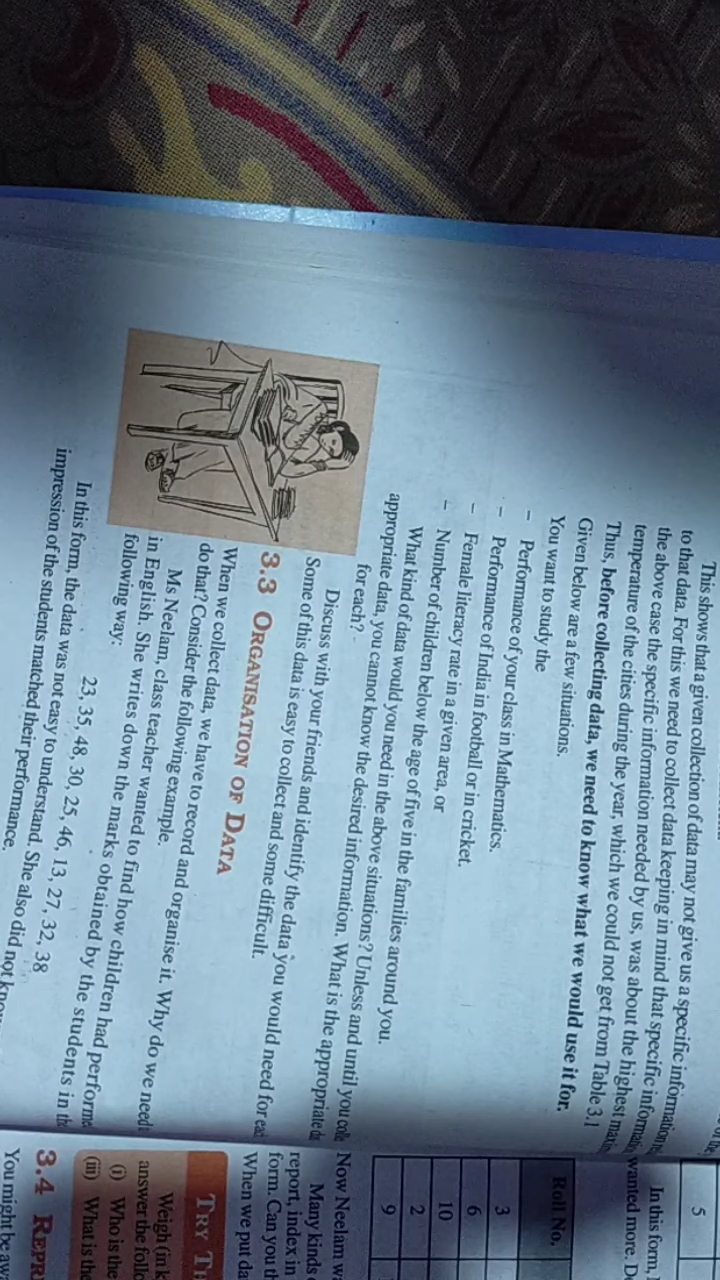 This shows that a given collection of data may not give us a specific information
to that data. For this we need to collect data keeping in mind that specific information
the above case the specific information needed by us, was about the highest
temperature of the cities during the year, which we could not get from Table 3.1
Thus, before collecting data, we need to know what we would use it for.
Given below are a few situations.
You want to study the
– Performance of your class in Mathematics.
– Performance of India in football or in cricket.
– Female literacy rate in a given area, or
– Number of children below the age of five in the families around you.
What kind of data would you need in the above situations? Unless and until you
appropriate data, you cannot know the desired information. What is the appropriate
for each?
Discuss with your friends and identify the data you would need for
Some of this data is easy to collect and some difficult.
3.3 ORGANISATION OF DATA
When we collect data, we have to record and organise it. Why do we need
do that? Consider the following example.
Ms Neelam, class teacher wanted to find how children had
in English. She writes down the marks obtained by the students in
following way:
23, 35, 48, 30, 25, 46, 13, 27, 32, 38
In this form, the data was not easy to understand. She also did not
impression of the students matched their performance.
5
In this form,
wanted more. D
Roll No.
3
6
10
2
9
Now Neelam
Many kinds
report, index in
form. Can you
When we put
TRY
Weigh (in
answer the
(i) Who is the
(iii) What is the
3.4
You might be